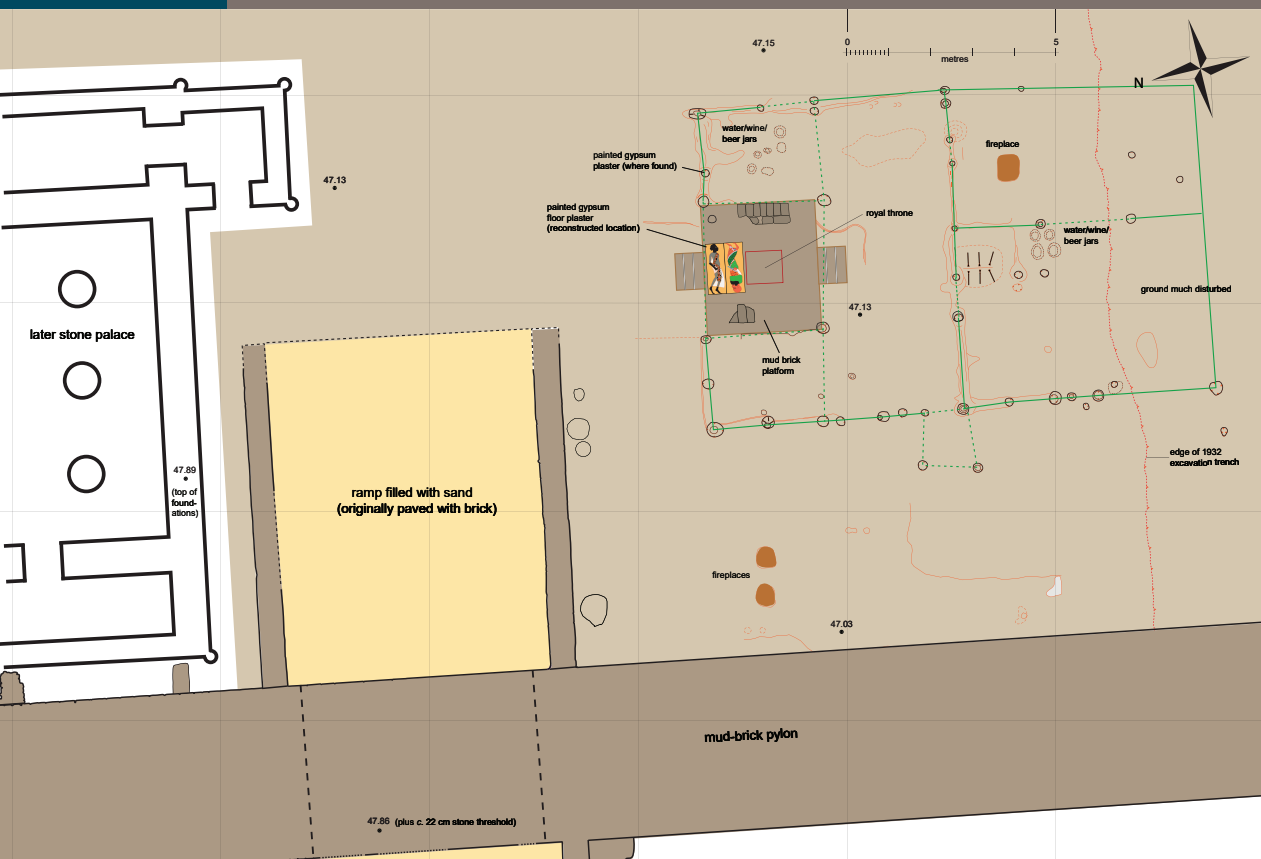 47.15
0
5
metres
N
water/wine/
beer jars
fireplace
painted gypsum
plaster (where found)
47.13
painted gypsum
floor plaster
(reconstructed location)
royal throne
water/wine/
beer jars
ground much disturbed
47.13
later stone palace
mud brick
platform
47.89
(top of
found-
ations)
ramp filled with sand
(originally paved with brick)
edge of 1932
excavation trench
fireplaces
47.03
mud-brick pylon
47.86 (plus c. 22 cm stone threshold)